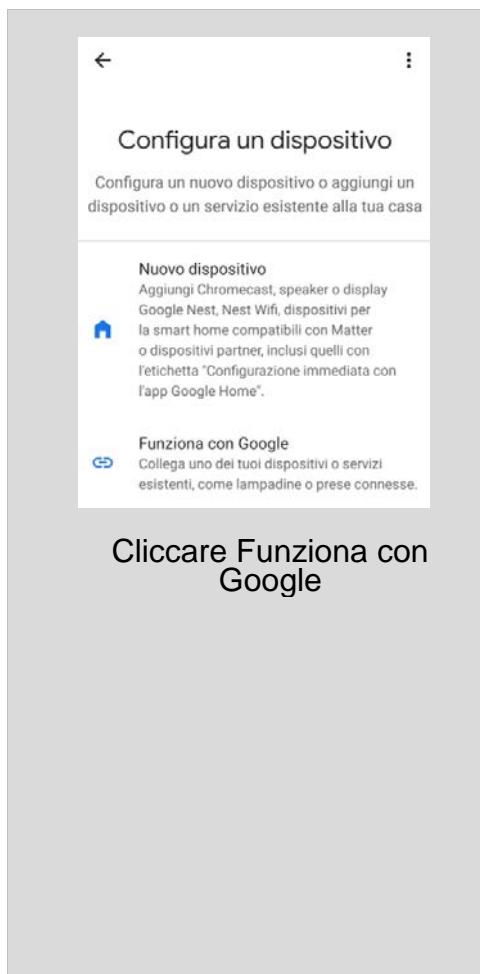 Configura un dispositivo
Configura un nuovo dispositivo o aggiungi un
dispositivo o un servizio esistente alla tua casa
Nuovo dispositivo
Aggiungi Chromecast, speaker o display
Google Nest, Nest Wifi, dispositivi per
la smart home compatibili con Matter
o dispositivi partner, inclusi quelli con
l'etichetta "Configurazione immediata con
l'app Google Home".
Funziona con Google
Collega uno dei tuoi dispositivi o servizi
esistenti, come lampadine o prese connesse.
Cliccare Funziona con
Google